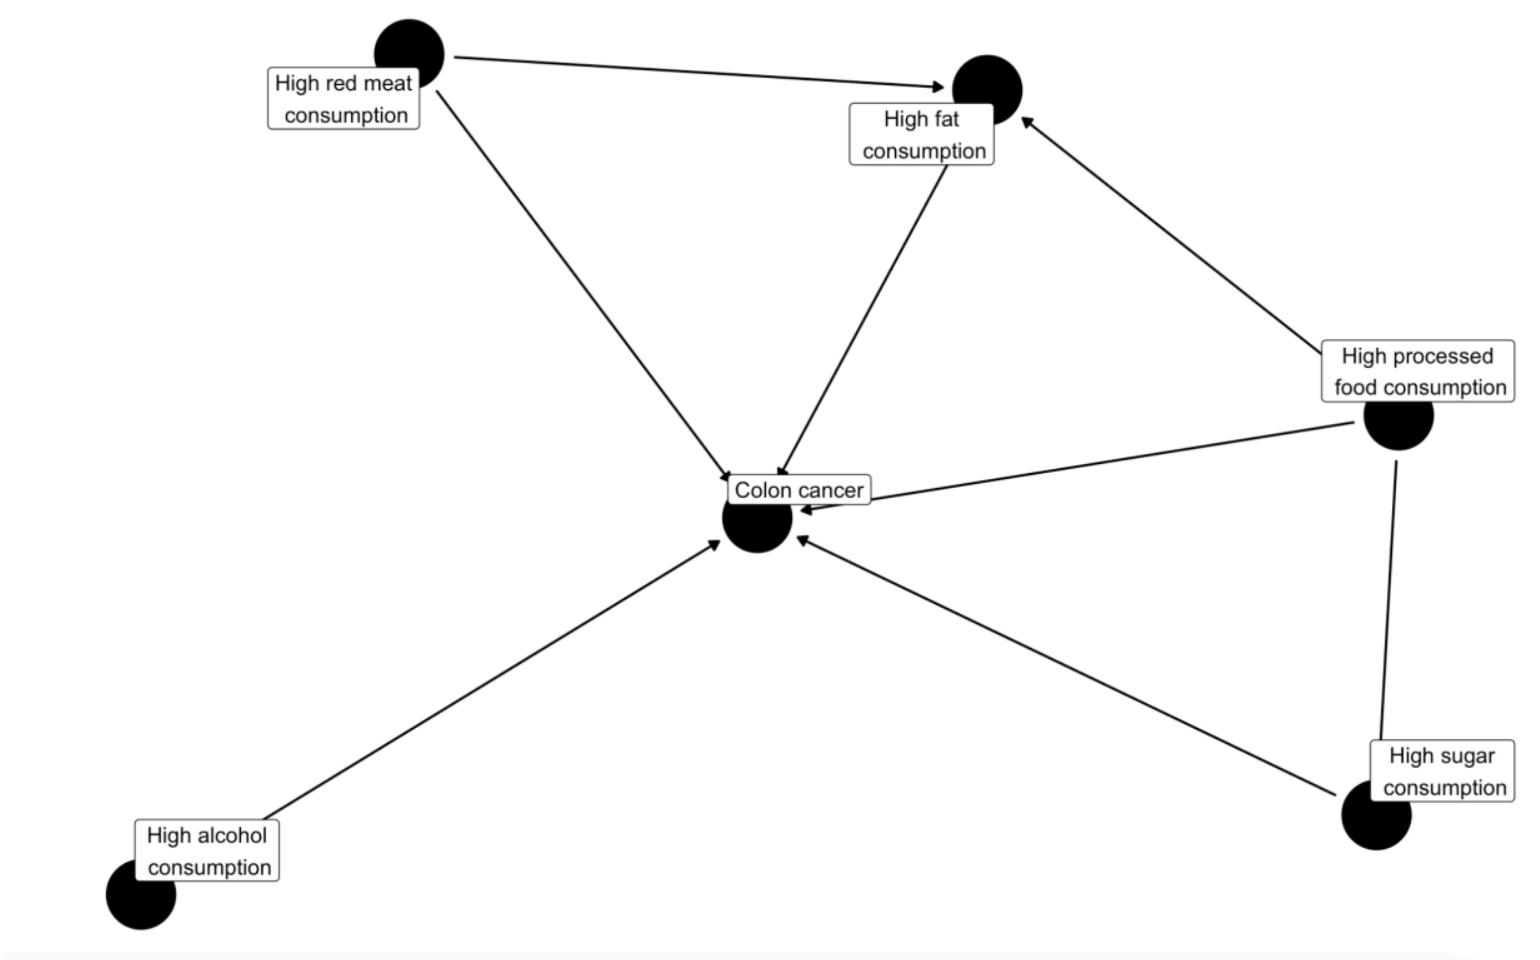 High red meat
consumption
High fat
consumption
High processed
food consumption
Colon cancer
High sugar
consumption
High alcohol
consumption